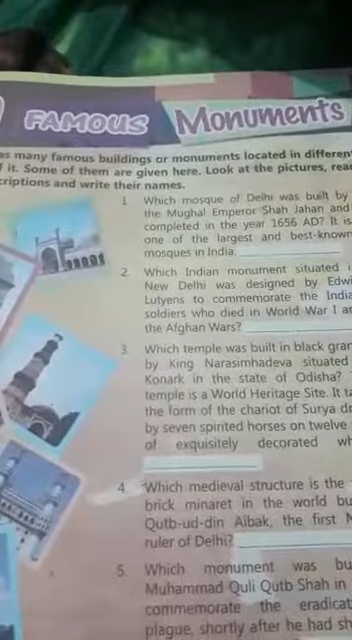 FAMOUS Monuments
as many famous buildings or monuments located in differen
f it. Some of them are given here. Look at the pictures, rea
criptions and write their names.
1. Which mosque of Delhi was built by
the Mughal Emperor Shah Jahan and
completed in the year 1656 AD? It is
one of the largest and best-known
mosques in India.
2. Which Indian monument situated i
New Delhi was designed by Edwi
Lutyens to commemorate the India
soldiers who died in World War I an
the Afghan Wars?
3. Which temple was built in black gran
by King Narasimhadeva situated
Konark in the state of Odisha?
temple is a World Heritage Site. It ta
the form of the chariot of Surya dr
by seven spirited horses on twelve
of exquisitely decorated wh
4. Which medieval structure is the
brick minaret in the world bu
Qutb-ud-din Aibak, the first M
ruler of Delhi?
5. Which monument was bu
Muhammad Quli Qutb Shah in
commemorate the eradicat
plague, shortly after he had sh